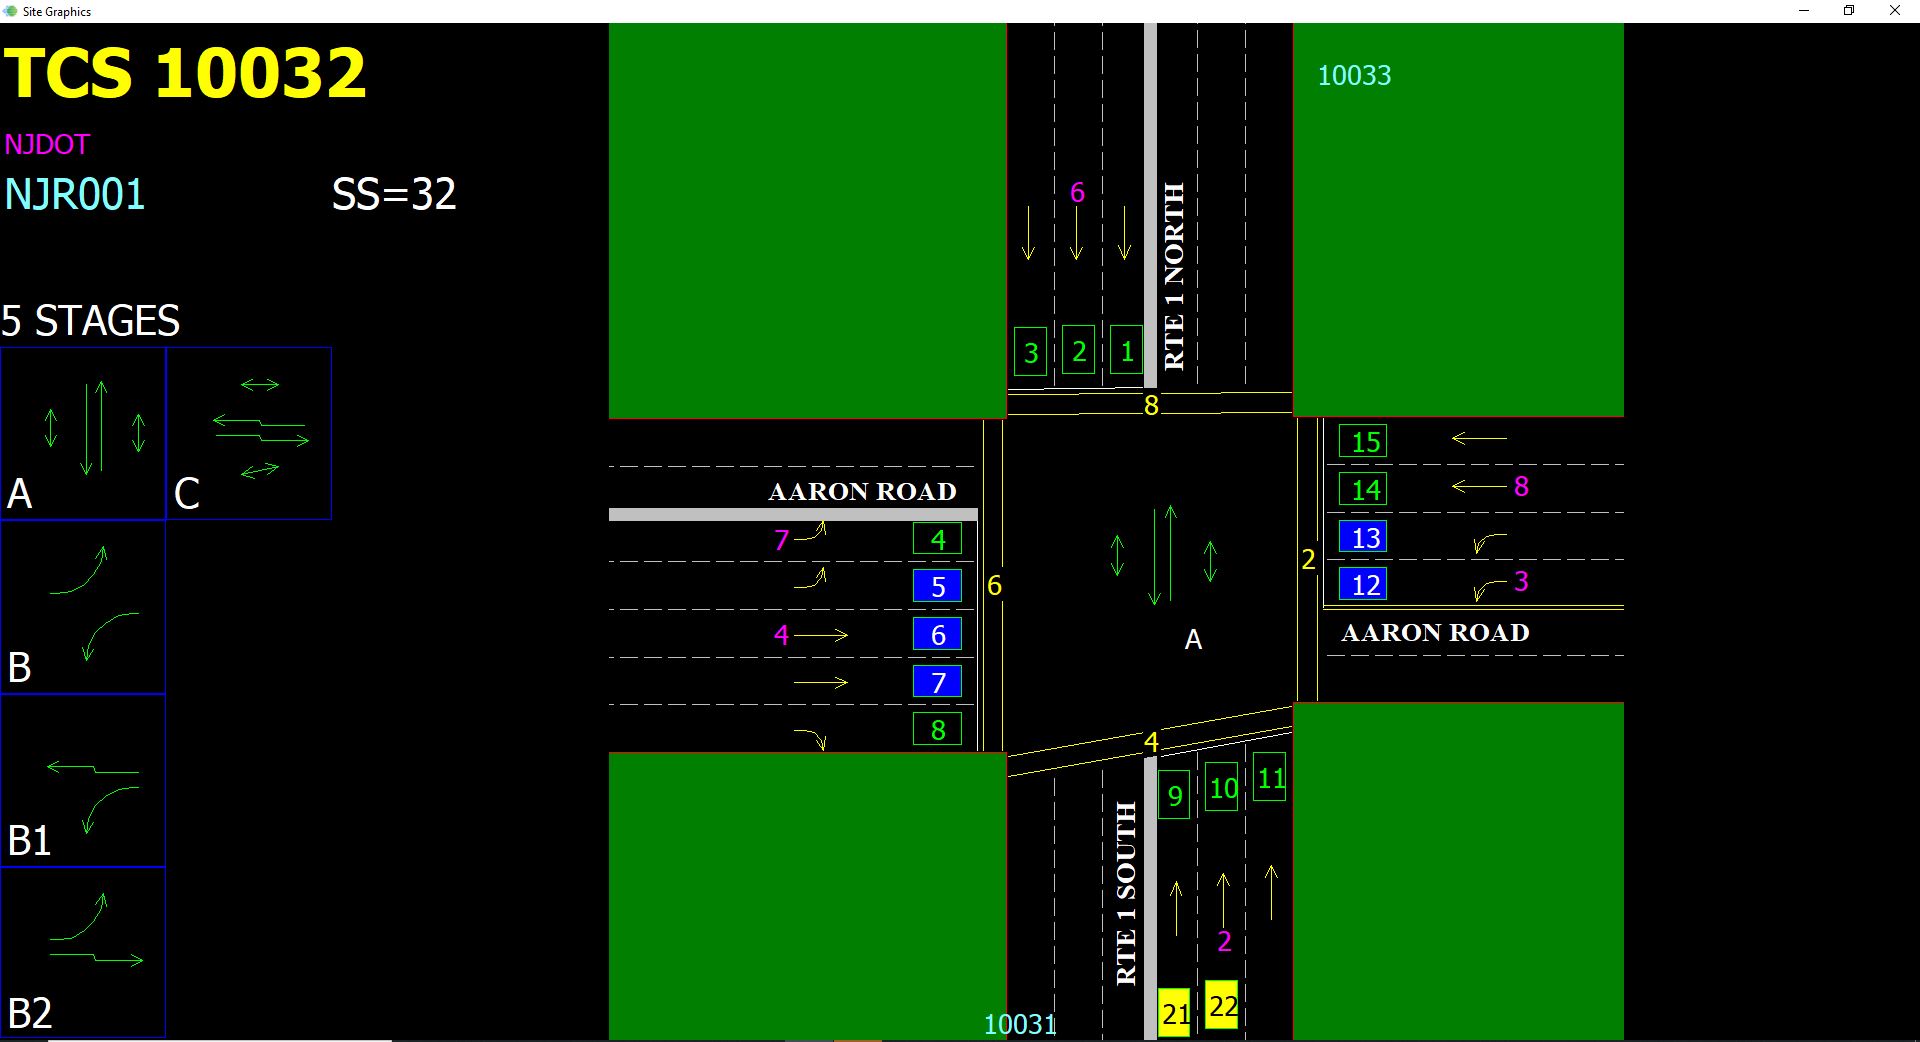 Site Graphics
TCS 10032
NJDOT
NJR001 SS=32
5 STAGES
A
C
B
B1
B2
10033
6
RTE 1 NORTH
3 2 1
8
15
14 8
13
12 3
AARON ROAD
2
AARON ROAD
7 4
5
4 6
7
8
6
A
4
9 10 11
RTE 1 SOUTH
2
21 22
10031